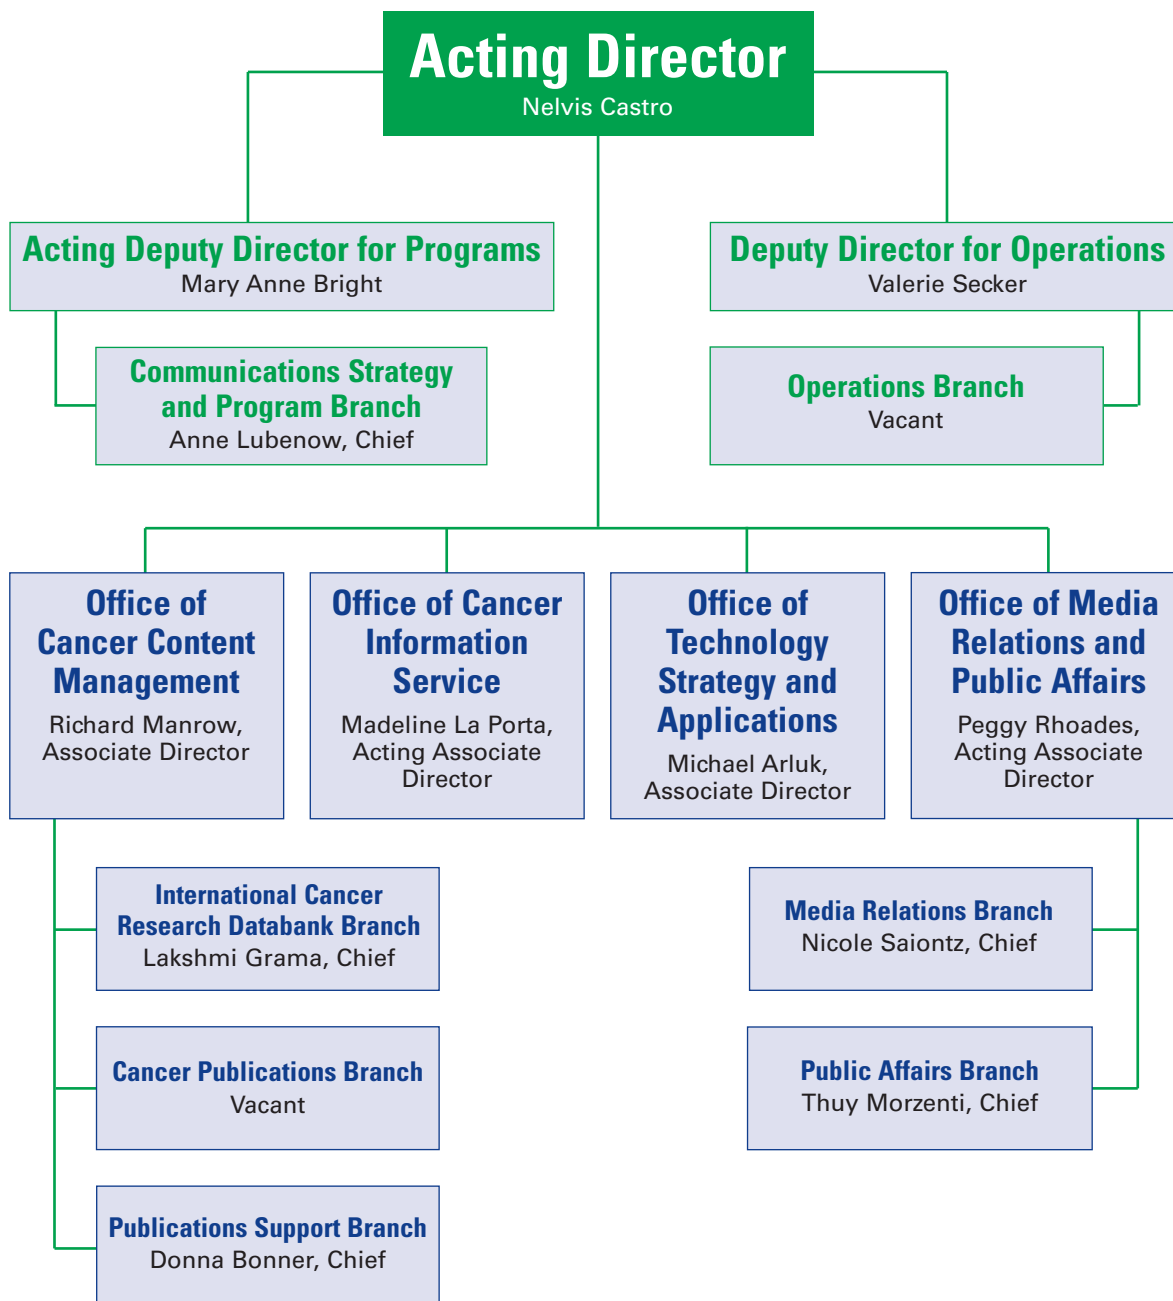 Acting Director
Nelvis Castro
Acting Deputy Director for Programs
Mary Anne Bright
Deputy Director for Operations
Valerie Secker
Communications Strategy
and Program Branch
Anne Lubenow, Chief
Operations Branch
Vacant
Office of
Cancer Content
Management
Richard Manrow,
Associate Director
Office of Cancer
Information
Service
Madeline La Porta,
Acting Associate
Director
Office of
Technology
Strategy and
Applications
Michael Arluk,
Associate Director
Office of Media
Relations and
Public Affairs
Peggy Rhoades,
Acting Associate
Director
International Cancer
Research Databank Branch
Lakshmi Grama, Chief
Cancer Publications Branch
Vacant
Publications Support Branch
Donna Bonner, Chief
Media Relations Branch
Nicole Saiontz, Chief
Public Affairs Branch
Thuy Morzenti, Chief